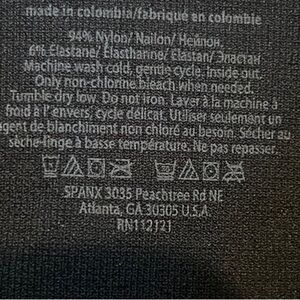 made in colombia/fabriqué en colombie
94% Nylon/ Nailon/ Нейлон,
6% Elastane/ Élasthanne/ Elastan/ Эластан
Machine wash cold, gentle cycle, inside out.
Only non-chlorine bleach when needed.
Tumble dry low. Do not iron. Laver à la machine à
froid à l'envers, cycle délicat. Utiliser seulement un
agent de blanchiment non chloré au besoin. Sécher au
sèche-linge à basse température. Ne pas repasser.
SPANX 3035 Peachtree Rd NE
Atlanta, GA 30305 U.S.A.
RN112121